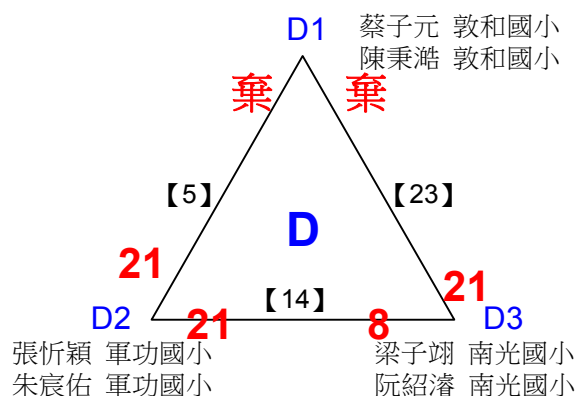 D1
蔡子元 敦和國小
陳秉澔 敦和國小
棄 棄
【5】
【23】
D
21
21
【14】
D2
21
8
D3
張忻穎 軍功國小
朱宸佑 軍功國小
梁子翊 南光國小
阮紹濬 南光國小